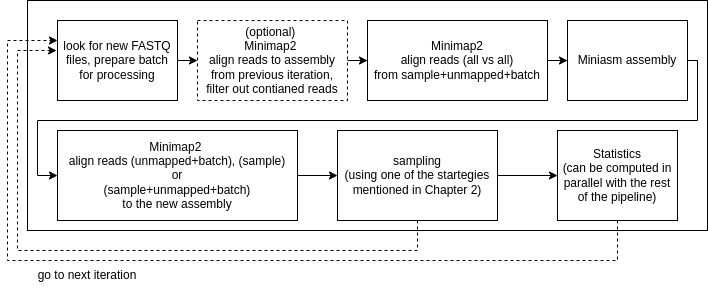 look for new FASTQ
files, prepare batch
for processing
(optional)
Minimap2
align reads to assembly
from previous iteration,
filter out contianed reads
Minimap2
align reads (all vs all)
from sample+unmapped+batch
Miniasm assembly
Minimap2
align reads (unmapped+batch), (sample)
or
(sample+unmapped+batch)
to the new assembly
sampling
(using one of the startegies
mentioned in Chapter 2)
Statistics
(can be computed in
parallel with the rest
of the pipeline)
go to next iteration